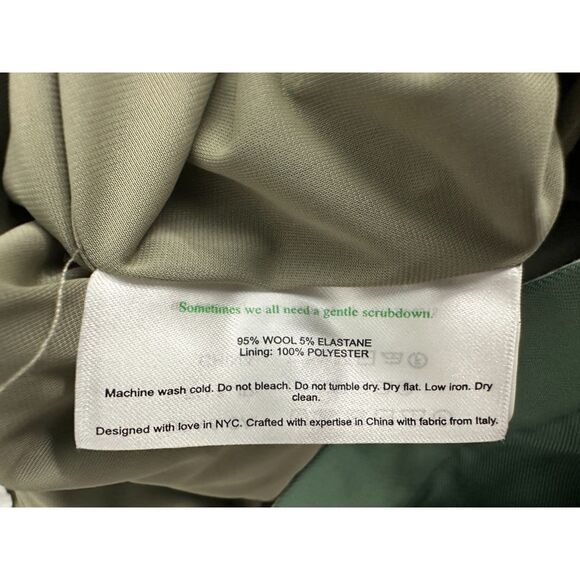 Sometimes we all need a gentle scrubdown.
95% WOOL 5% ELASTANE
Lining: 100% POLYESTER
Machine wash cold. Do not bleach. Do not tumble dry. Dry flat. Low iron. Dry
clean.
Designed with love in NYC. Crafted with expertise in China with fabric from Italy.